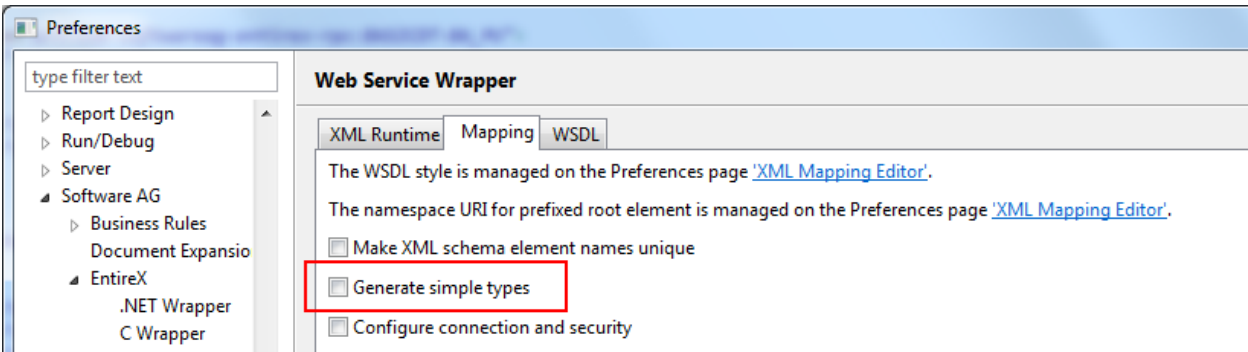 Preferences
type filter text
Report Design
Run/Debug
Server
Software AG
Business Rules
Document Expansio
EntireX
.NET Wrapper
C Wrapper
Web Service Wrapper
XML Runtime Mapping WSDL
The WSDL style is managed on the Preferences page 'XML Mapping Editor'.
The namespace URI for prefixed root element is managed on the Preferences page 'XML Mapping Editor'.
Make XML schema element names unique
Generate simple types
Configure connection and security